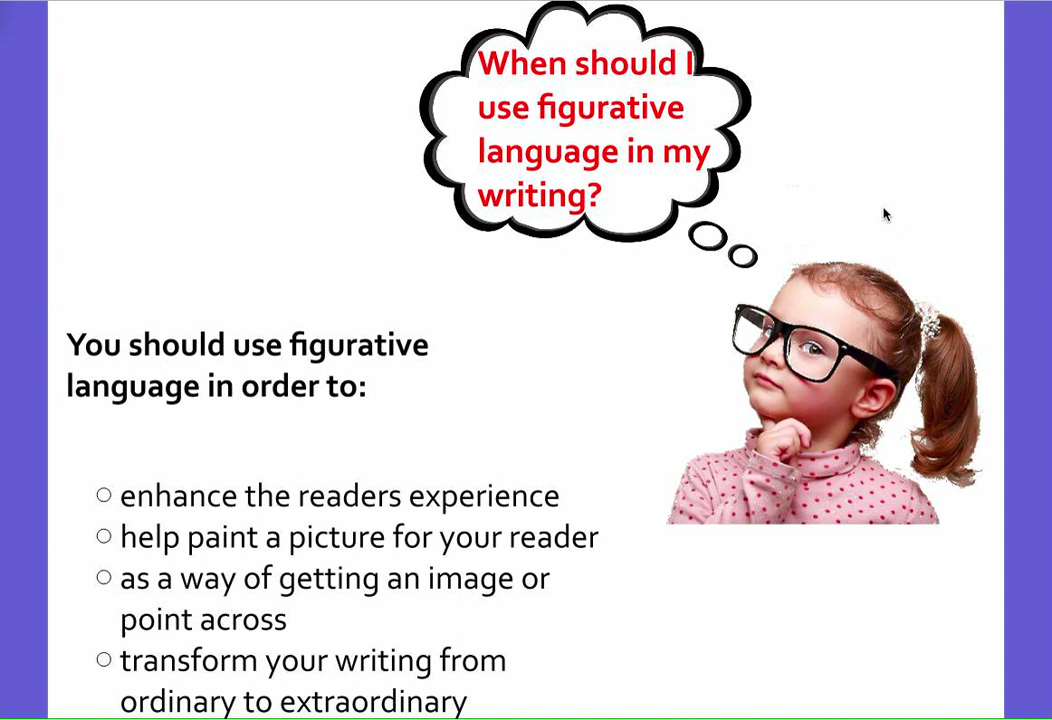 When should I
use figurative
language in my
writing?
You should use figurative
language in order to:
enhance the readers experience
help paint a picture for your reader
as a way of getting an image or
point across
transform your writing from
ordinary to extraordinary